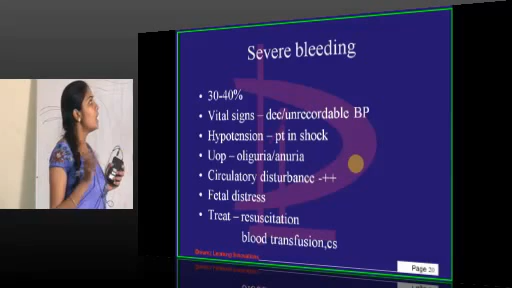 Severe bleeding
• 30-40%
• Vital signs – dec/unrecordable BP
• Hypotension – pt in shock
• Uop – oliguria/anuria
• Circulatory disturbance -++
• Fetal distress
• Treat – resuscitation
blood transfusion,cs
Page 20